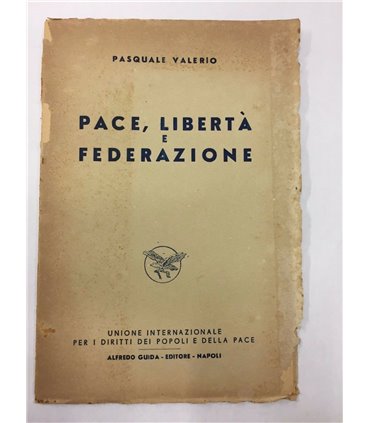 PASQUALE VALERIO
PACE, LIBERTÀ
E
FEDERAZIONE
UNIONE INTERNAZIONALE
PER I DIRITTI DEI POPOLI E DELLA PACE
ALFREDO GUIDA - EDITORE - NAPOLI